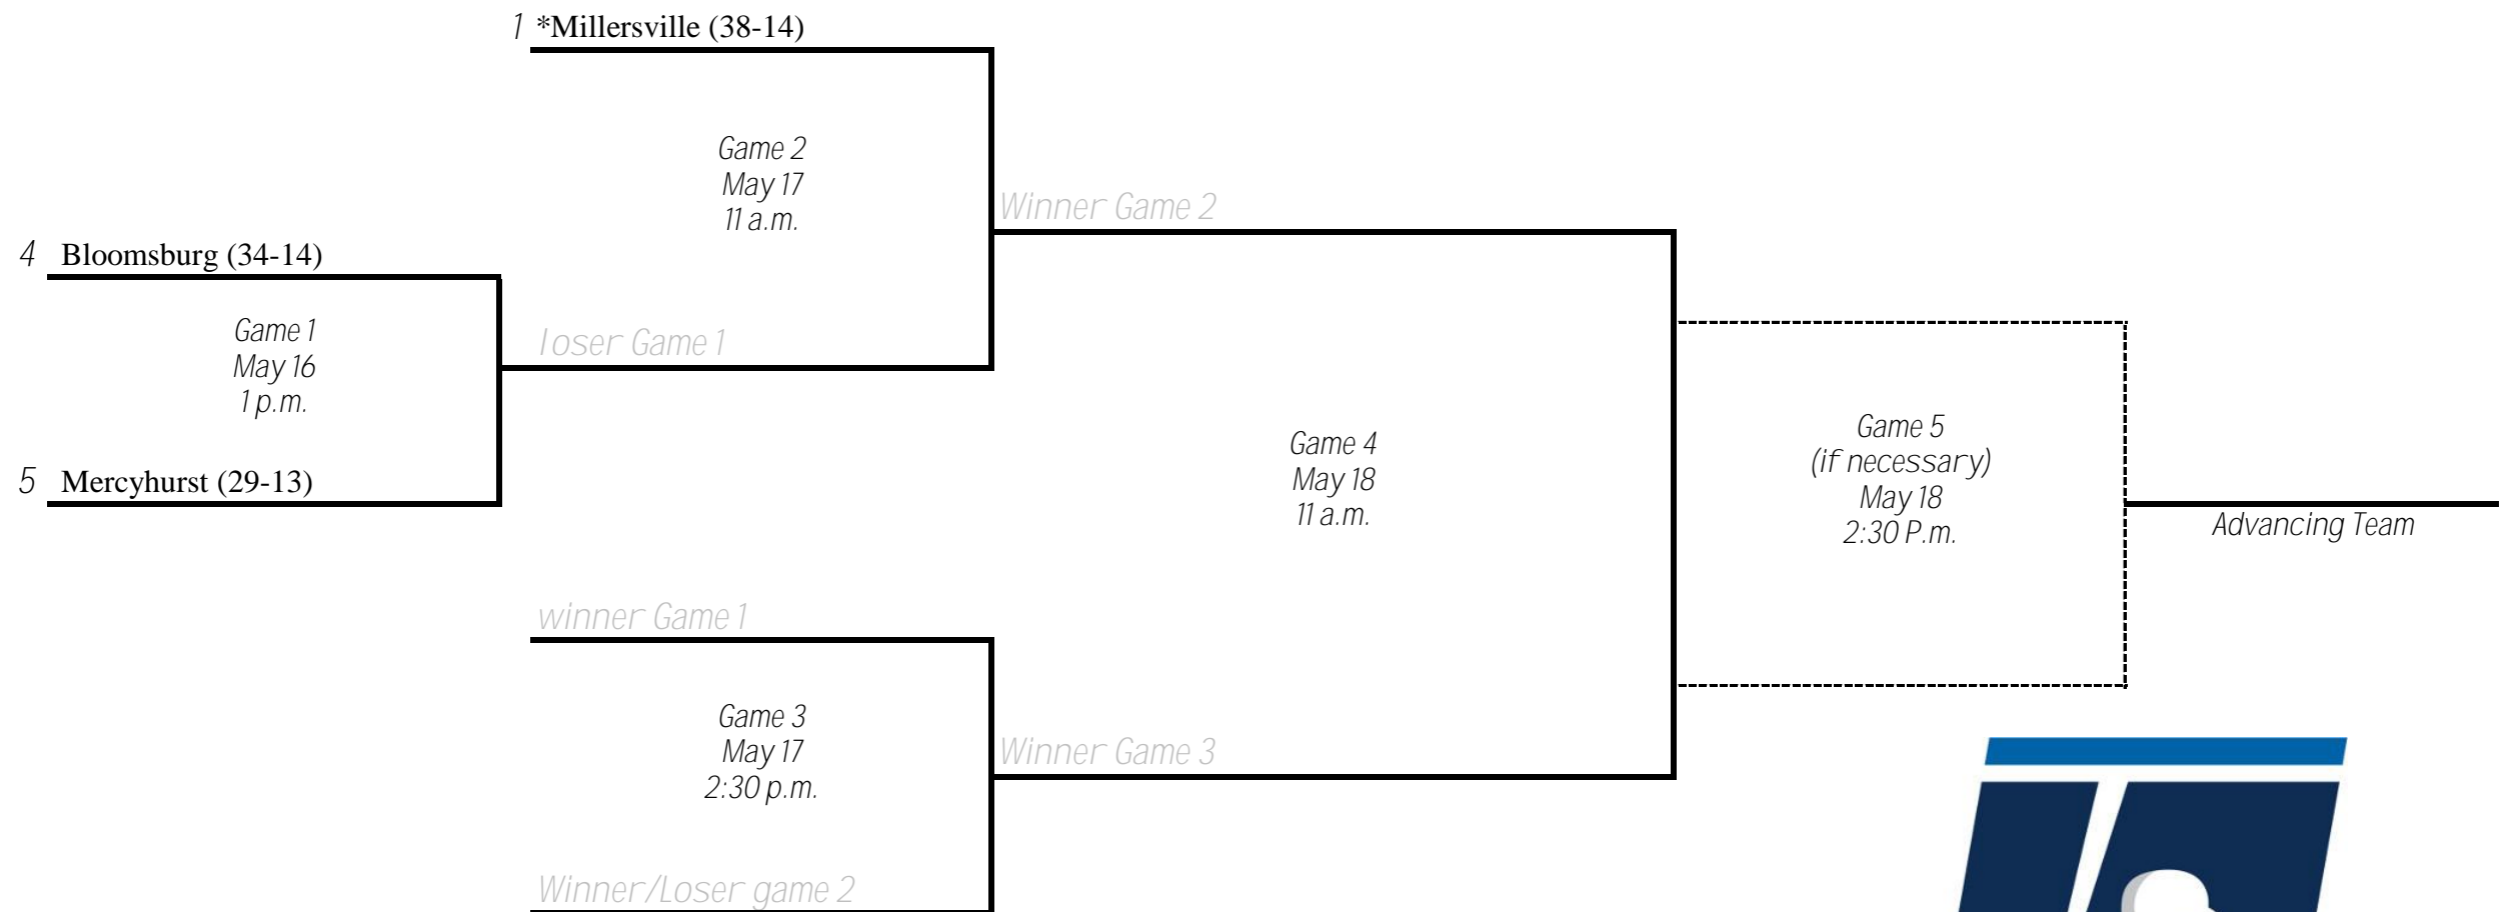 1 *Millersville (38-14)
Game 2
May 17
11 a.m.
Winner Game 2
4 Bloomsburg (34-14)
Game 1
May 16
1 p.m.
loser Game 1
5 Mercyhurst (29-13)
Game 4
May 18
11 a.m.
Game 5
(if necessary)
May 18
2:30 P.m.
Advancing Team
winner Game 1
Game 3
May 17
2:30 p.m.
Winner Game 3
Winner/Loser game 2